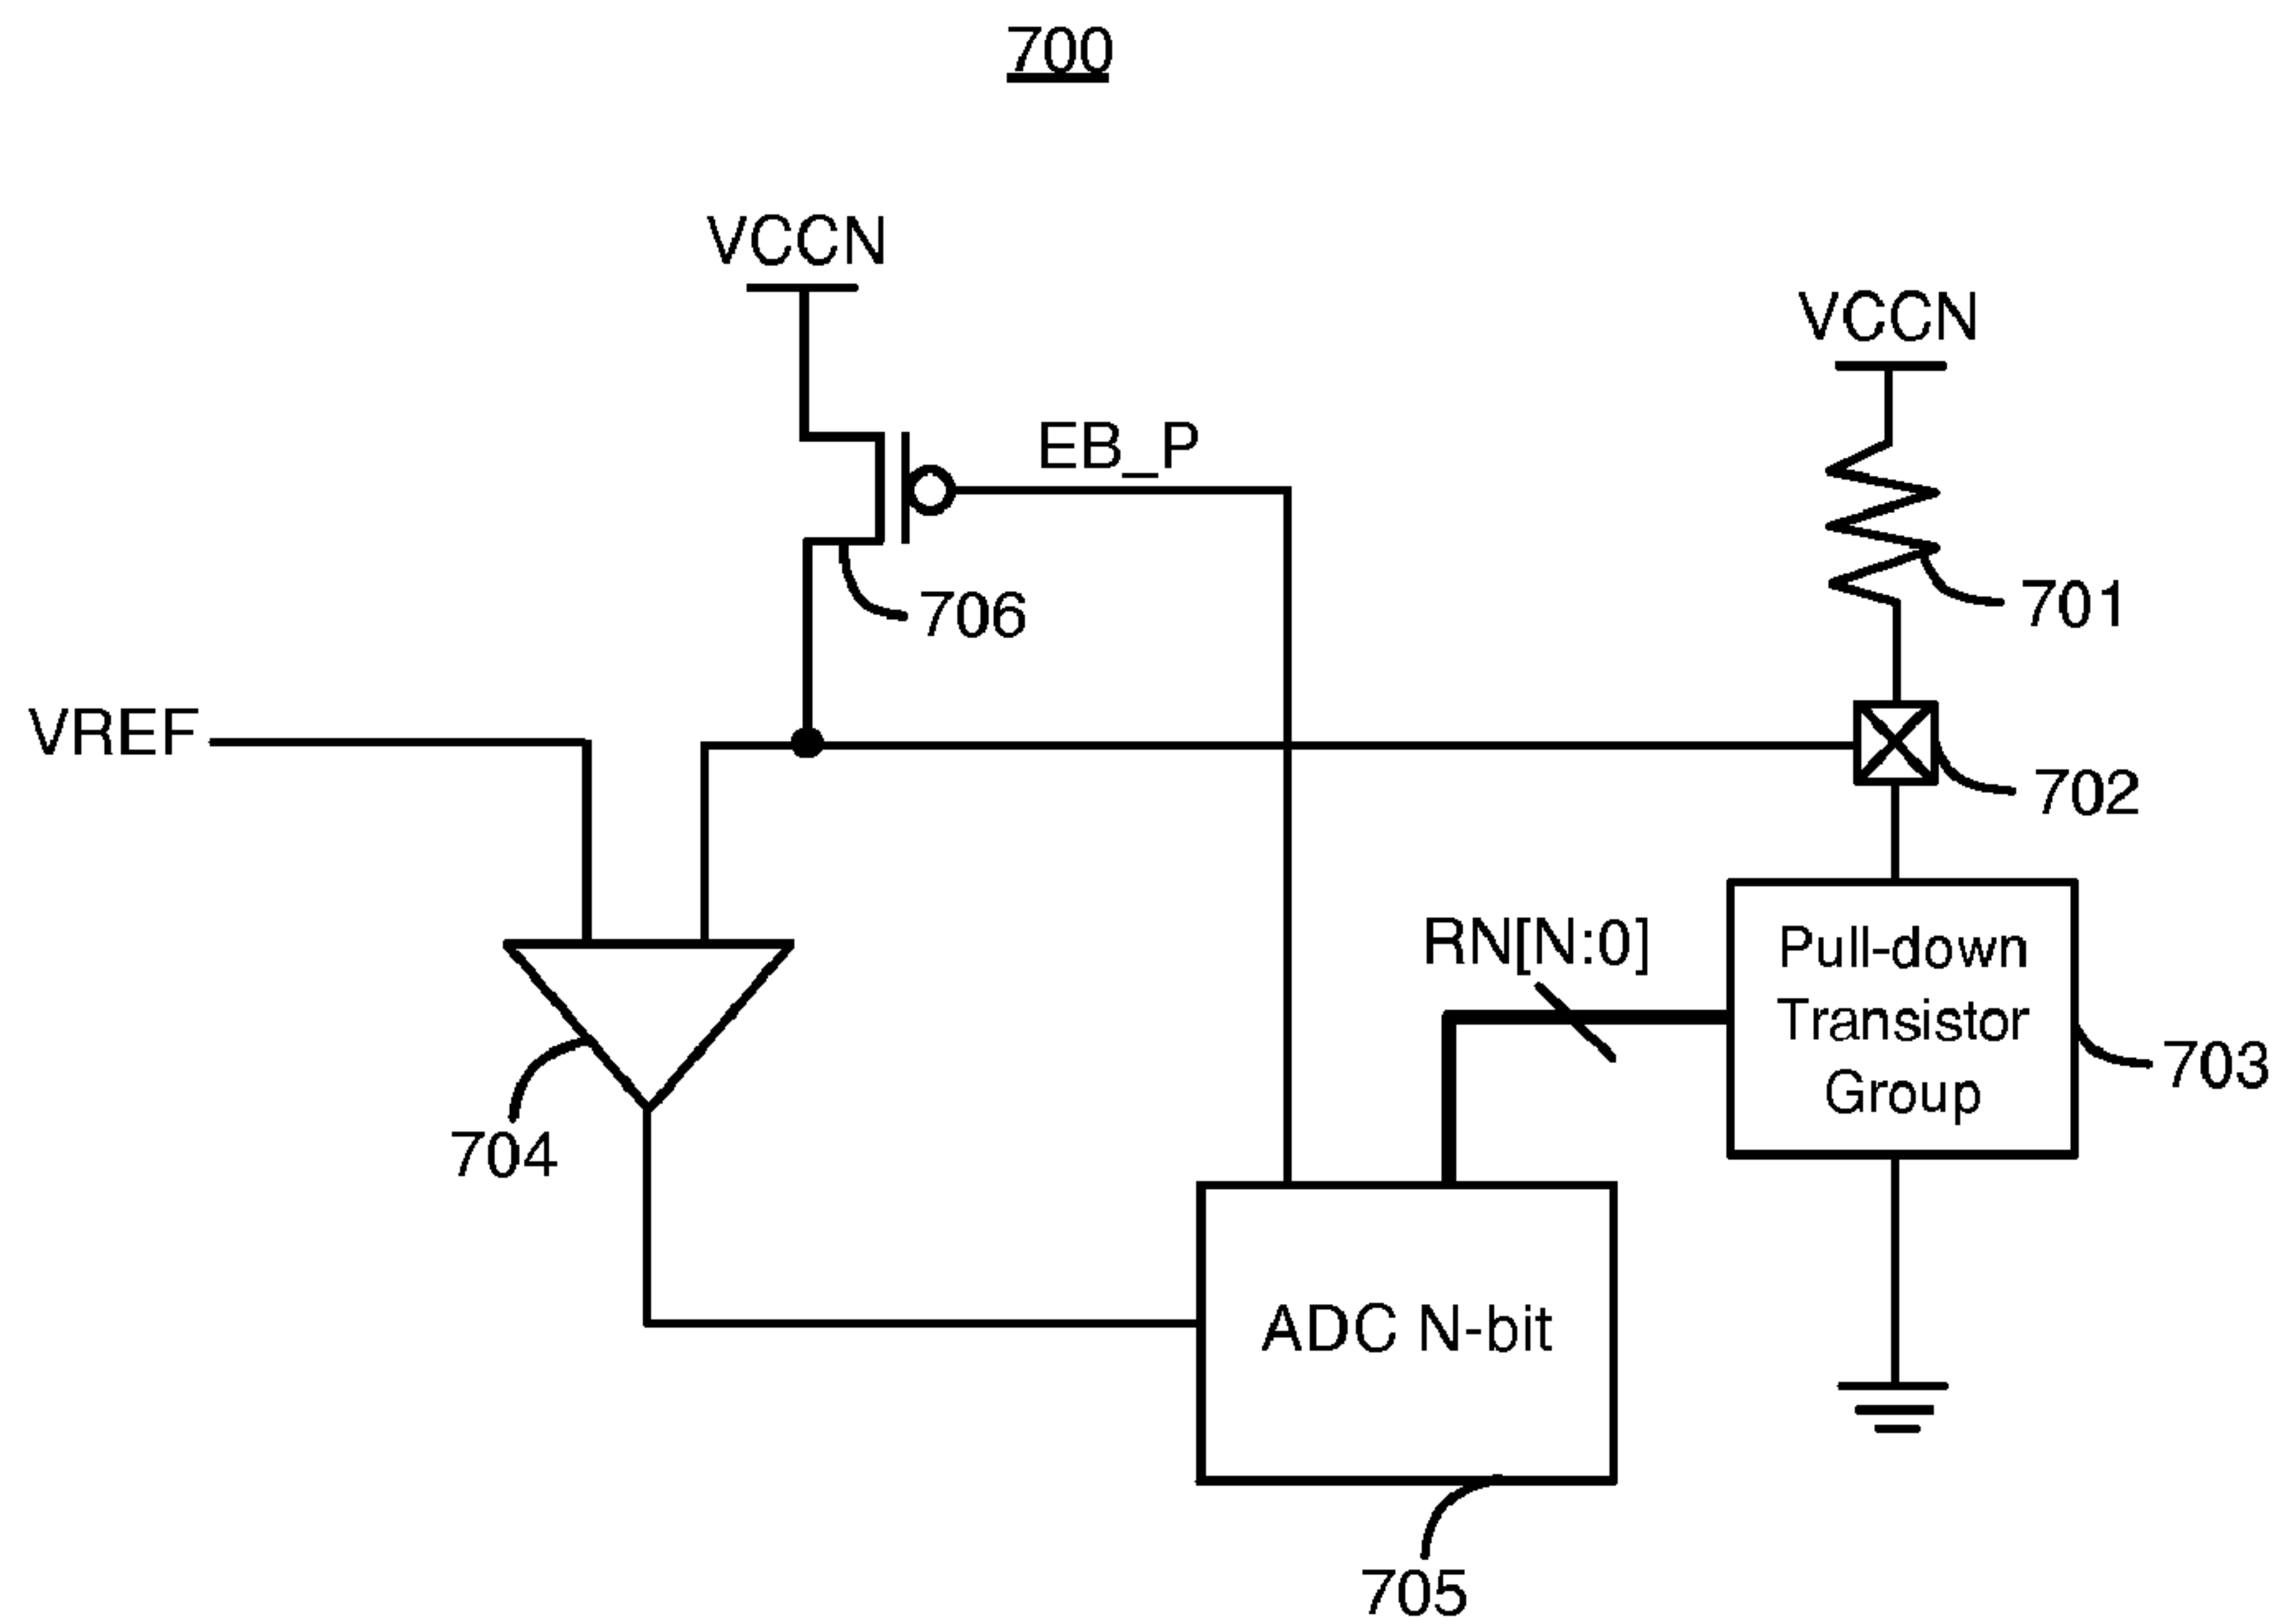 700
VCCN
VCCN
EB_P
701
706
VREF
702
RN[N:0]
Pull-down
Transistor
Group
703
704
ADC N-bit
705